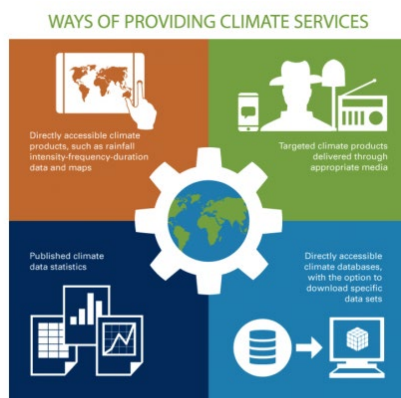 WAYS OF PROVIDING CLIMATE SERVICES
Directly accessible climate
products, such as rainfall
intensity-frequency-duration
data and maps
Targeted climate products
delivered through
appropriate media
Published climate
data statistics
Directly accessible
climate databases,
with the option to
download specific
data sets